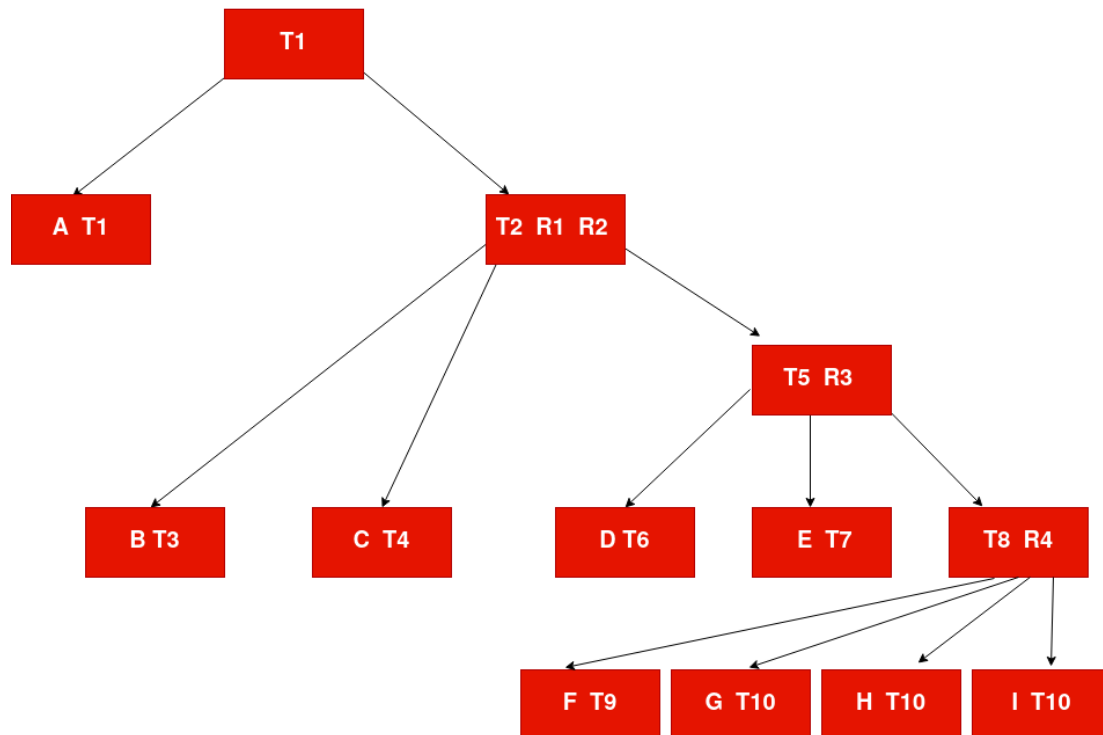 T1
A T1
T2 R1 R2
T5 R3
B T3
C T4
D T6
E T7
T8 R4
F T9
G T10
H T10
I T10